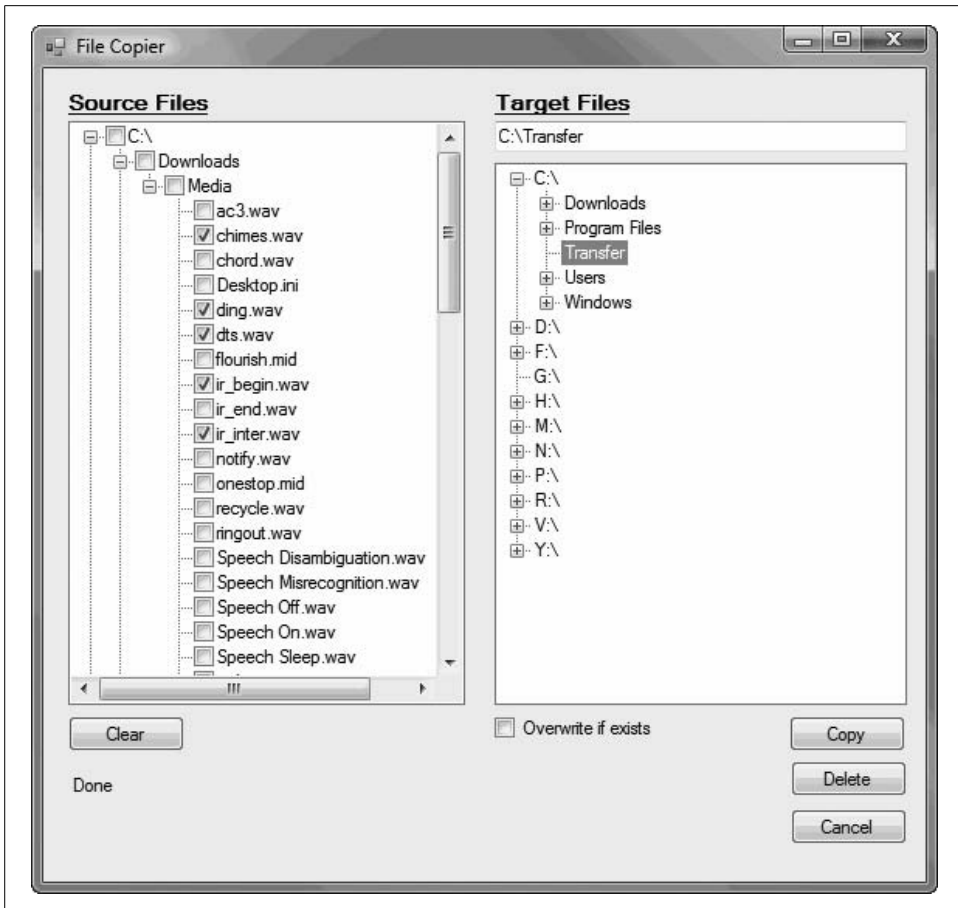 File Copier
Source Files
C:\
Downloads
Media
ac3.wav
chimes.wav
chord.wav
Desktop.ini
ding.wav
dts.wav
flourish.mid
ir_begin.wav
ir_end.wav
ir_inter.wav
notify.wav
onestop.mid
recycle.wav
ringout.wav
Speech Disambiguation.wav
Speech Misrecognition.wav
Speech Off.wav
Speech On.wav
Speech Sleep.wav
Clear
Done
Target Files
C:\Transfer
C:\
Downloads
Program Files
Transfer
Users
Windows
D:\
F:\
G:\
H:\
M:\
N:\
P:\
R:\
V:\
Y:\
Overwrite if exists
Copy
Delete
Cancel